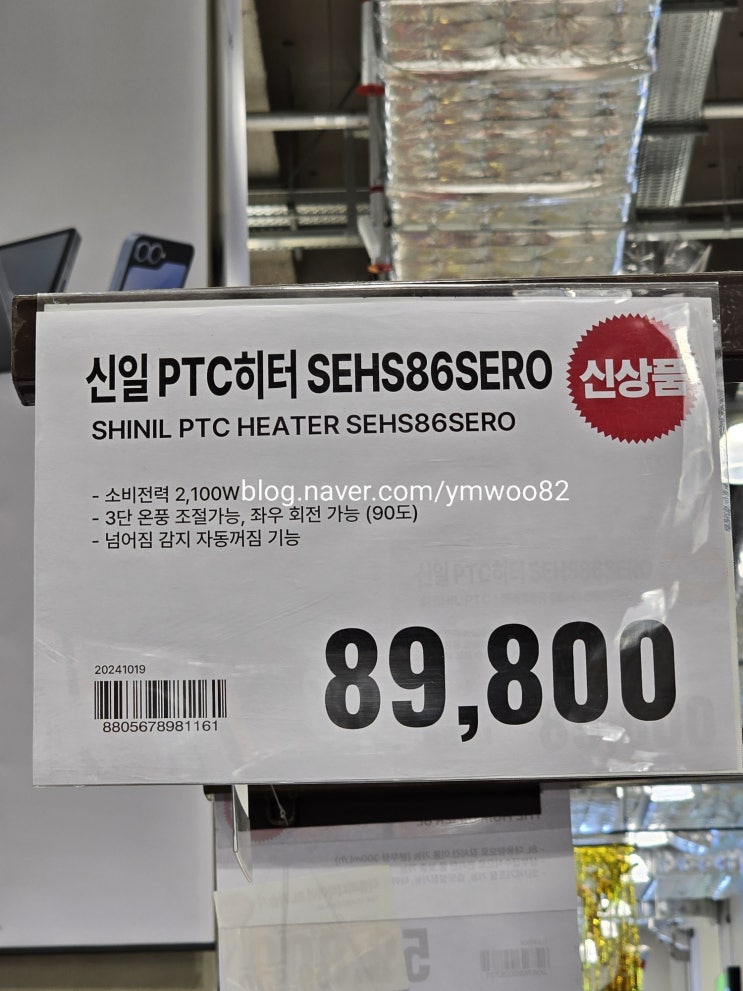 신일 PTC히터 SEHS86SERO
신상품
SHINIL PTC HEATER SEHS86SERO
- 소비전력 2,100W
blog.naver.com/ymwoo82
- 3단 온풍 조절가능, 좌우 회전 가능 (90도)
- 넘어짐 감지 자동꺼짐 기능
89,800
20241019
8805678981161